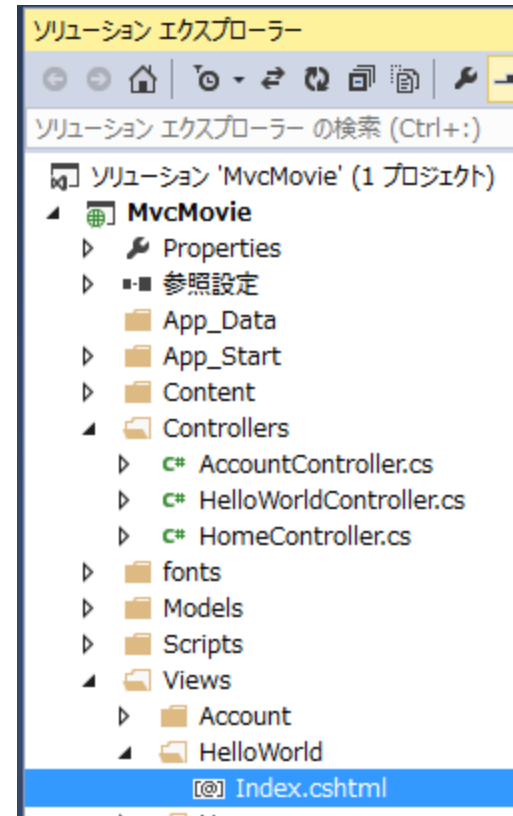 ソリューション エクスプローラー
ソリューション エクスプローラー の検索 (Ctrl+:)
ソリューション 'MvcMovie' (1 プロジェクト)
MvcMovie
Properties
参照設定
App_Data
App_Start
Content
Controllers
C# AccountController.cs
C# HelloWorldController.cs
C# HomeController.cs
fonts
Models
Scripts
Views
Account
HelloWorld
[@] Index.cshtml